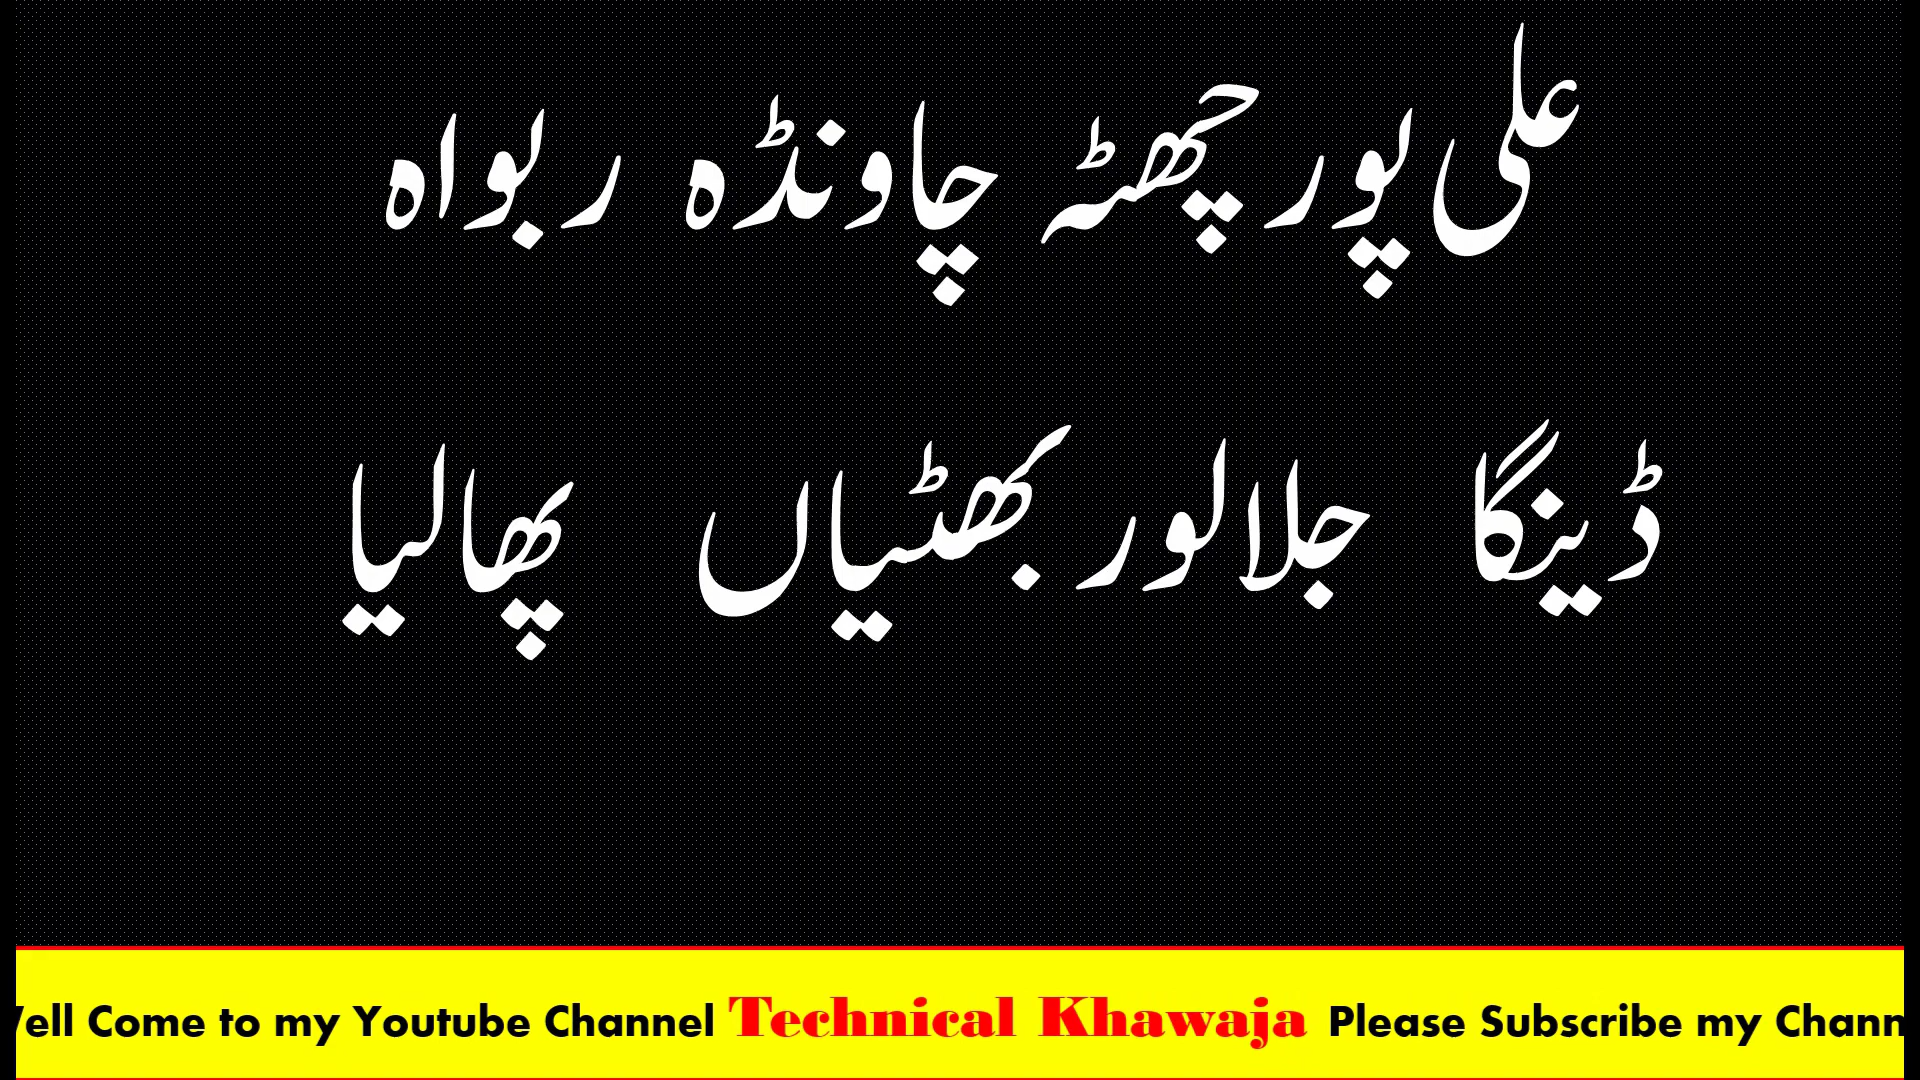 علی پور چھٹہ چاونڈہ ربواہ
ڈینگا جلالور بھٹیاں پھالیا
ell Come to my Youtube Channel Technical Khawaja Please Subscribe my Chann